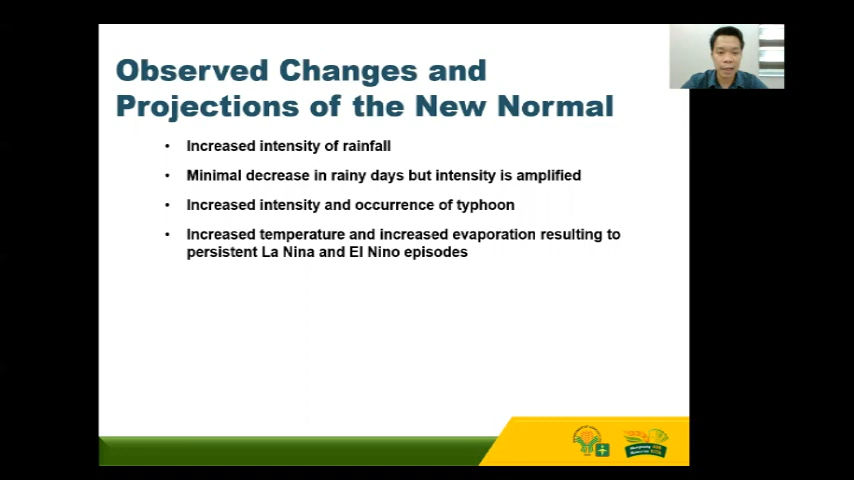 Observed Changes and
Projections of the New Normal
• Increased intensity of rainfall
• Minimal decrease in rainy days but intensity is amplified
• Increased intensity and occurrence of typhoon
• Increased temperature and increased evaporation resulting to
persistent La Nina and El Nino episodes